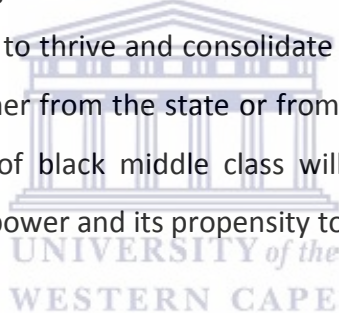 to thrive and consolidate
her from the state or from
of black middle class will
power and its propensity to
UNIVERSITY of the
WESTERN CAPE